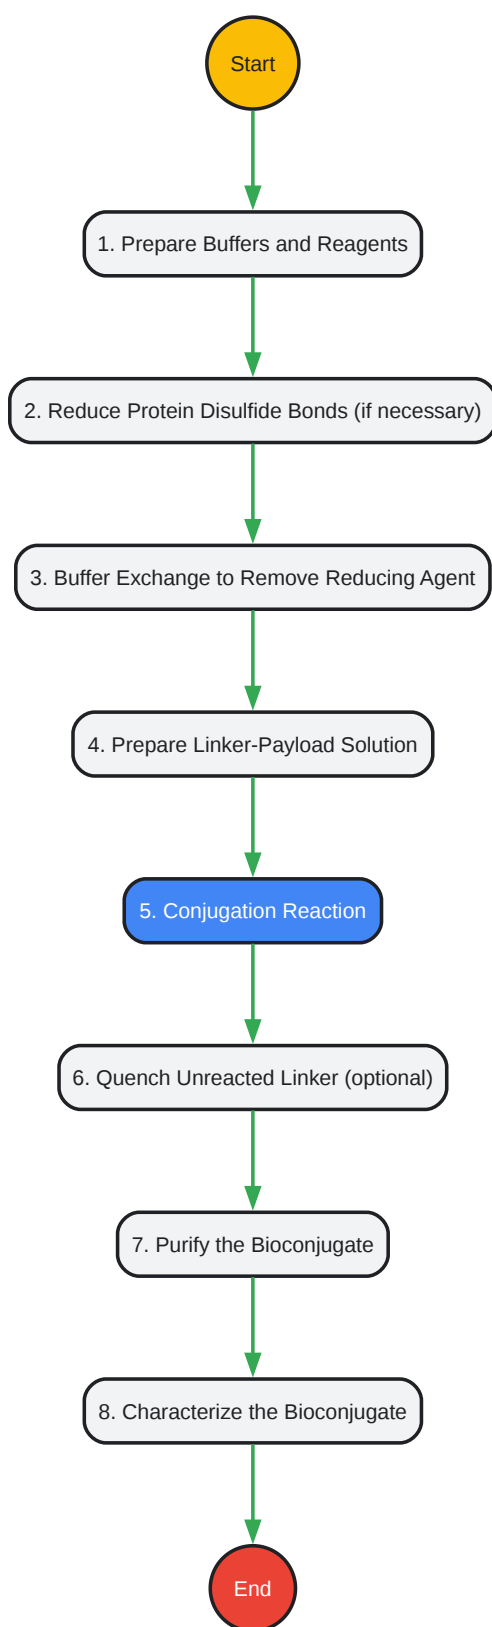 Start
1. Prepare Buffers and Reagents
2. Reduce Protein Disulfide Bonds (if necessary)
3. Buffer Exchange to Remove Reducing Agent
4. Prepare Linker-Payload Solution
5. Conjugation Reaction
6. Quench Unreacted Linker (optional)
7. Purify the Bioconjugate
8. Characterize the Bioconjugate
End